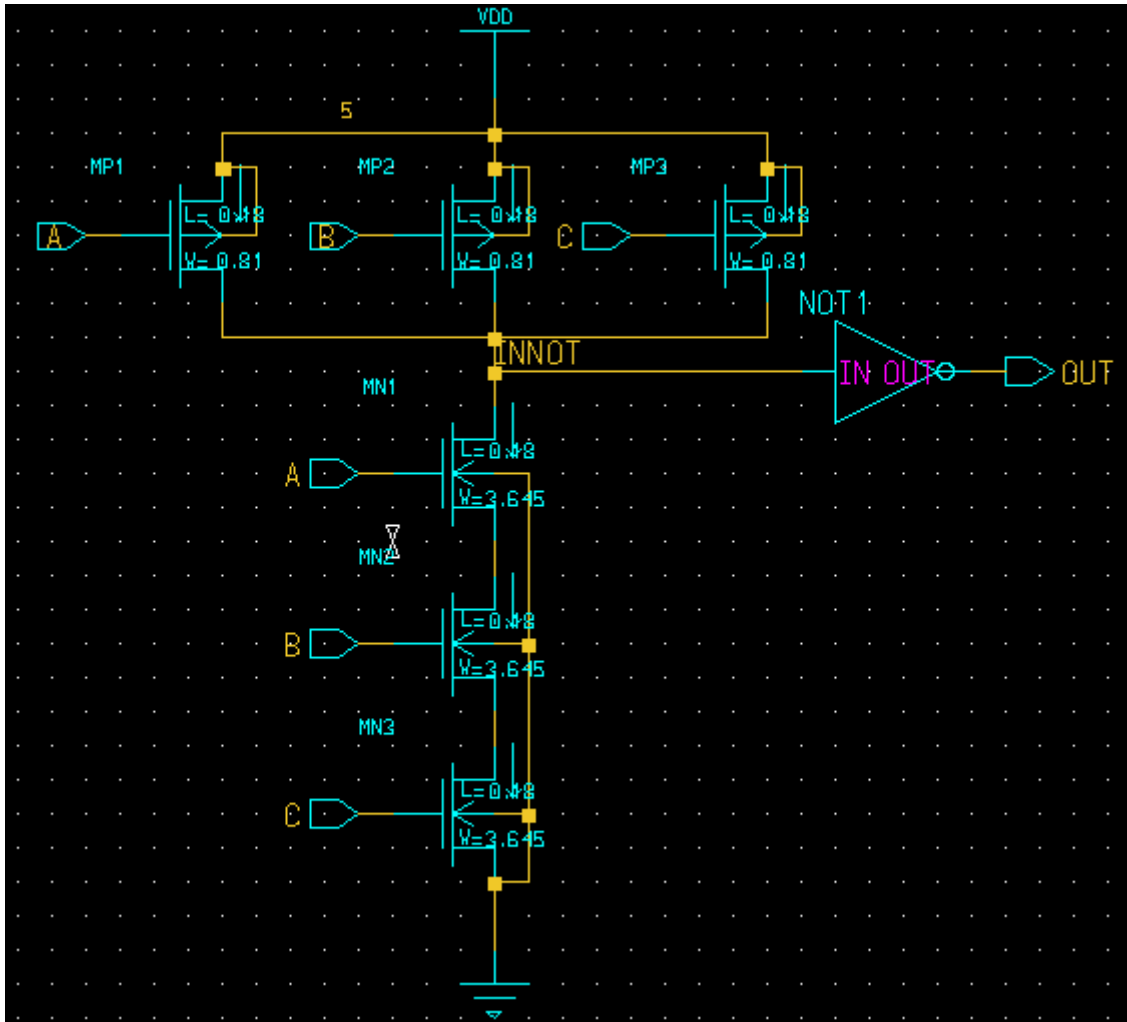 VDD
5
MP1 MP2 MP3
L= 0.18 L= 0.18 L= 0.18
A B C
W= 0.81 W= 0.81 W= 0.81
NOT1
INNOT
IN OUT OUT
MN1
L=0.18
A
W=3.645
MN2
L=0.18
B
W=3.645
MN3
L=0.18
C
W=3.645